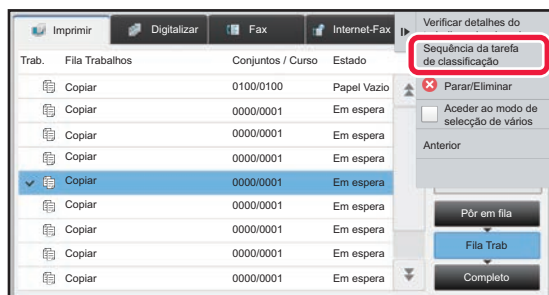 Imprimir Digitalizar Fax Internet-Fax
Trab. Fila Trabalhos Conjuntos / Curso Estado
Copiar 0100/0100 Papel Vazio
Copiar 0000/0001 Em espera
Copiar 0000/0001 Em espera
Copiar 0000/0001 Em espera
Copiar 0000/0001 Em espera
Copiar 0000/0001 Em espera
Copiar 0000/0001 Em espera
Copiar 0000/0001 Em espera
Copiar 0000/0001 Em espera
Verificar detalhes do
Sequência da tarefa
de classificação
Parar/Eliminar
Aceder ao modo de
selecção de vários
Anterior
Pôr em fila
Fila Trab
Completo